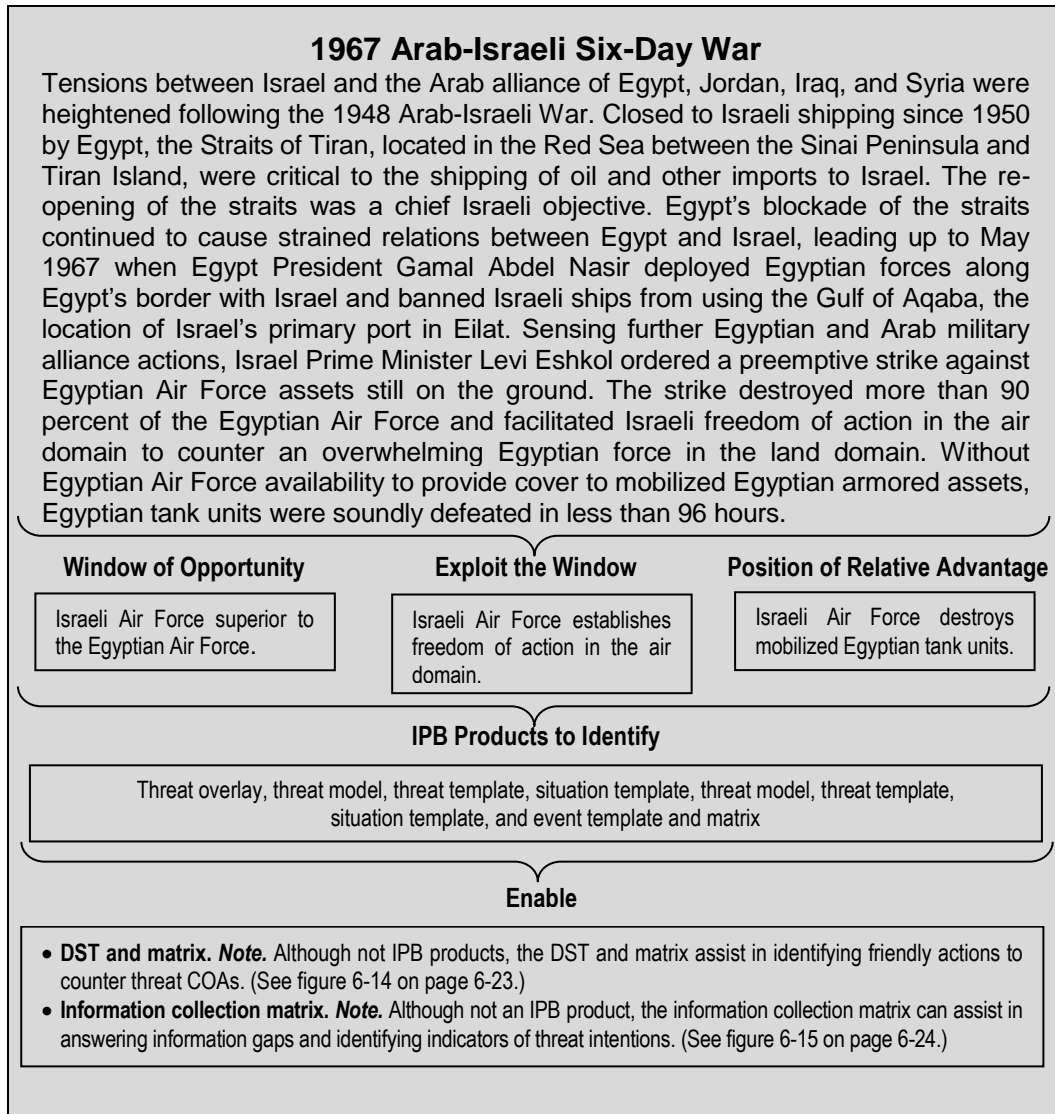 1967 Arab-Israeli Six-Day War
Tensions between Israel and the Arab alliance of Egypt, Jordan, Iraq, and Syria were
heightened following the 1948 Arab-Israeli War. Closed to Israeli shipping since 1950
by Egypt, the Straits of Tiran, located in the Red Sea between the Sinai Peninsula and
Tiran Island, were critical to the shipping of oil and other imports to Israel. The re-
opening of the straits was a chief Israeli objective. Egypt's blockade of the straits
continued to cause strained relations between Egypt and Israel, leading up to May
1967 when Egypt President Gamal Abdel Nasir deployed Egyptian forces along
Egypt's border with Israel and banned Israeli ships from using the Gulf of Aqaba, the
location of Israel's primary port in Eilat. Sensing further Egyptian and Arab military
alliance actions, Israel Prime Minister Levi Eshkol ordered a preemptive strike against
Egyptian Air Force assets still on the ground. The strike destroyed more than 90
percent of the Egyptian Air Force and facilitated Israeli freedom of action in the air
domain to counter an overwhelming Egyptian force in the land domain. Without
Egyptian Air Force availability to provide cover to mobilized Egyptian armored assets,
Egyptian tank units were soundly defeated in less than 96 hours.
Window of Opportunity
Israeli Air Force superior to
the Egyptian Air Force.
Exploit the Window
Israeli Air Force establishes
freedom of action in the air
domain.
Position of Relative Advantage
Israeli Air Force destroys
mobilized Egyptian tank units.
IPB Products to Identify
Threat overlay, threat model, threat template, situation template, threat model, threat template,
situation template, and event template and matrix
Enable
• DST and matrix. Note. Although not IPB products, the DST and matrix assist in identifying friendly actions to
counter threat COAs. (See figure 6-14 on page 6-23.)
• Information collection matrix. Note. Although not an IPB product, the information collection matrix can assist in
answering information gaps and identifying indicators of threat intentions. (See figure 6-15 on page 6-24.)